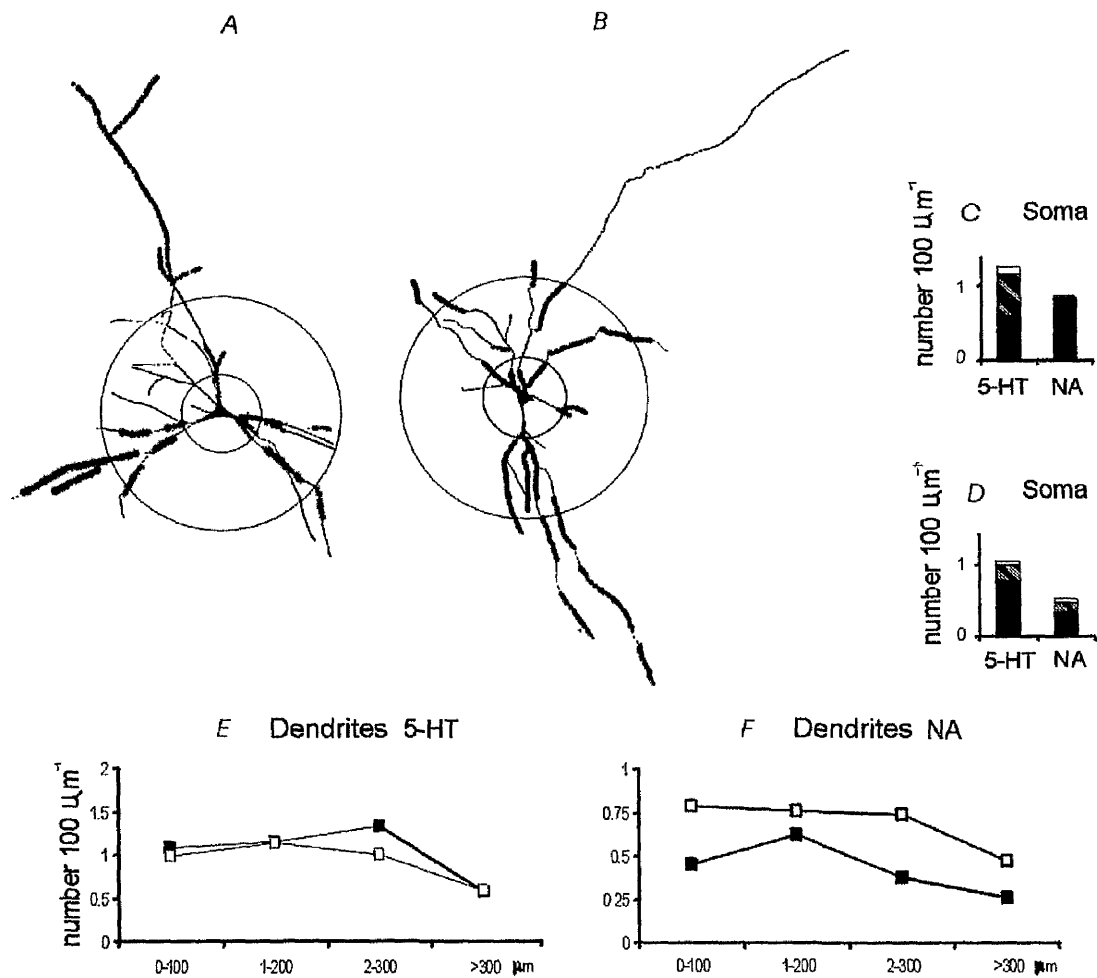 A
B
C Soma
number 100 µm⁻¹
1
0
5-HT NA
D Soma
number 100 µm⁻¹
1
0
5-HT NA
E Dendrites 5-HT
number 100 µm⁻¹
2
1.5
1
0.5
0
0-100 1-200 2-300 >300 µm
F Dendrites NA
1
0.75
0.5
0.25
0
0-100 1-200 2-300 >300 µm